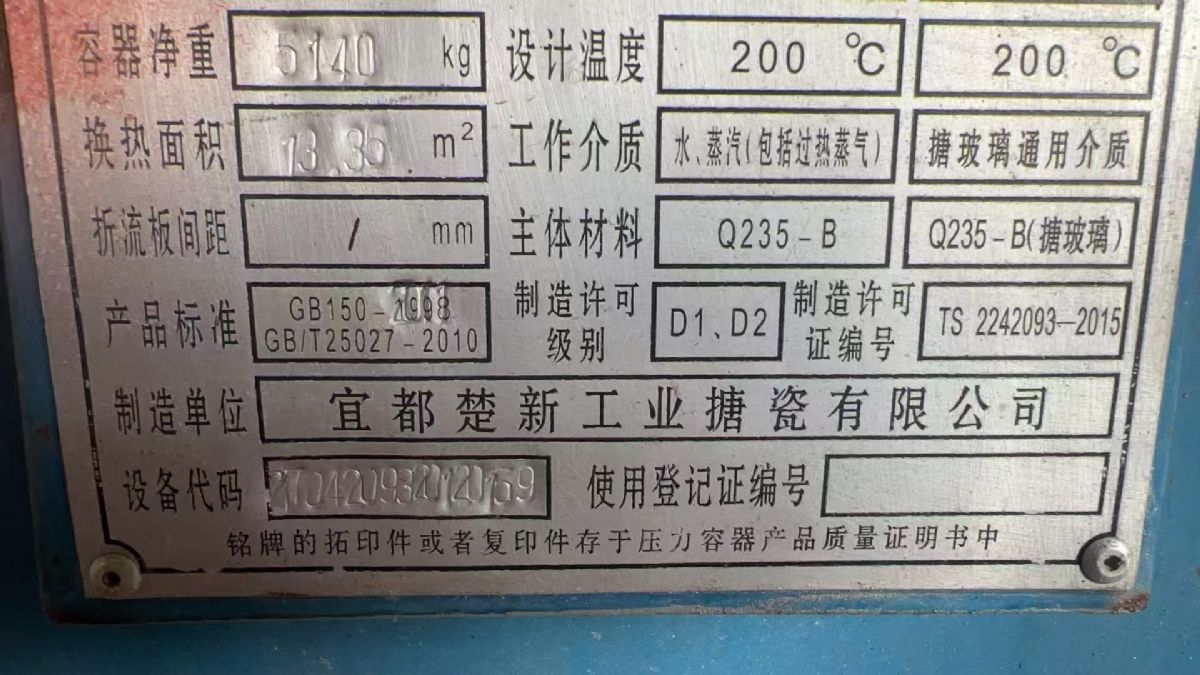 容器净重 5140 kg 设计温度 200 ℃ 200 ℃
换热面积 13.35 m² 工作介质 水、蒸汽(包括过热蒸气) 搪玻璃通用介质
折流板间距 / mm 主体材料 Q235-B Q235-B(搪玻璃)
产品标准 GB150- 制造许可 D1、D2 制造许可 TS 2242093-2015
GB/T25027-2010 级别 证编号
制造单位 宜都楚新工业搪瓷有限公司
设备代码 使用登记证编号
铭牌的拓印件或者复印件存于压力容器产品质量证明书中